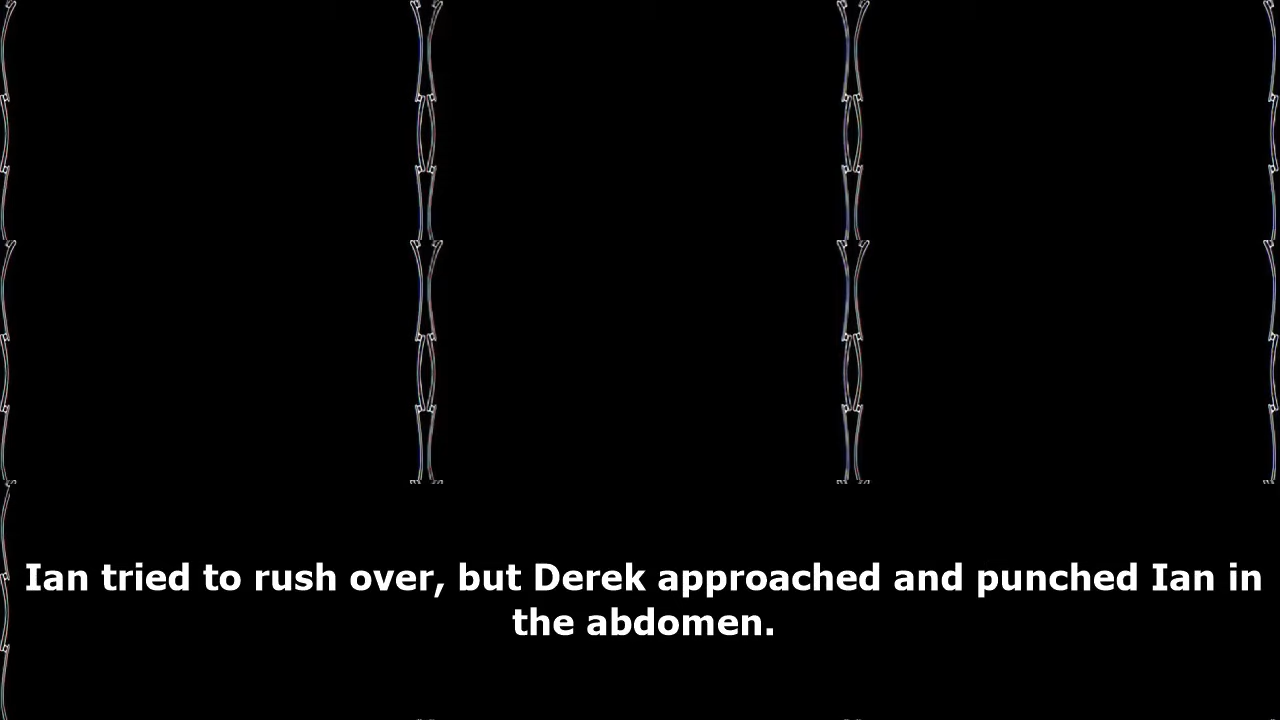 Ian tried to rush over, but Derek approached and punched Ian in
the abdomen.